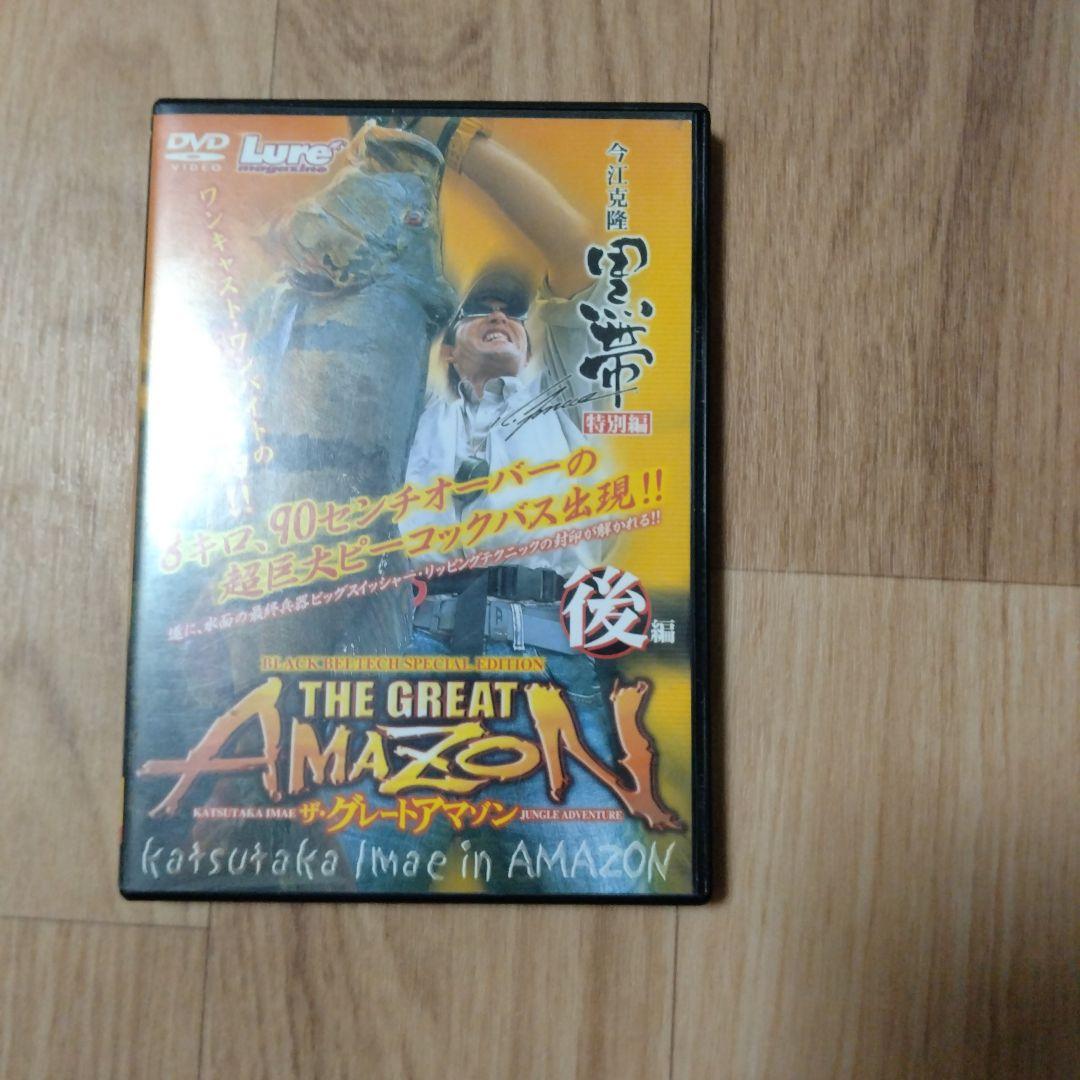 DVD
VIDEO
Lure
magazine
今江克隆
黒帯
特別編
ワンキャスト・ワンバイトの
!!
キロ、90センチオーバーの
超巨大ピーコックバス出現!!
遂に、水面の最終兵器ビッグスイッシャー・リッピングテクニックの封印が解かれる!!
後編
BLACK BELTECH SPECIAL EDITION
THE GREAT
AMAZON
KATSUTAKA IMAE ザ・グレートアマゾン JUNGLE ADVENTURE
Katsutaka Imae in AMAZON